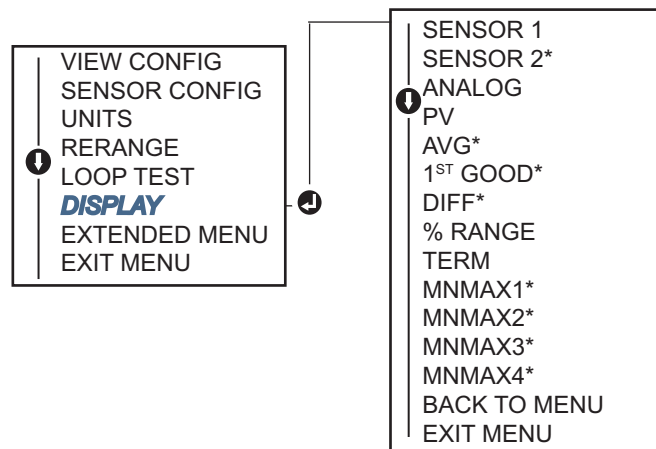 VIEW CONFIG
SENSOR CONFIG
UNITS
RERANGE
LOOP TEST
DISPLAY
EXTENDED MENU
EXIT MENU
SENSOR 1
SENSOR 2*
ANALOG
PV
AVG*
1ST GOOD*
DIFF*
% RANGE
TERM
MNMAX1*
MNMAX2*
MNMAX3*
MNMAX4*
BACK TO MENU
EXIT MENU